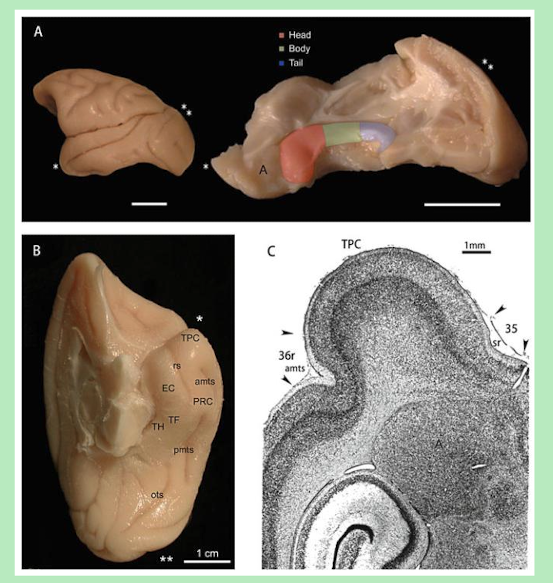 A
Head
Body
Tail
*
**
*
A
**
*
B
*
TPC
rs
EC
amts
PRC
TH
TF
pmts
ots
**
1 cm
C
TPC
1mm
35
sr
36r
amts
A